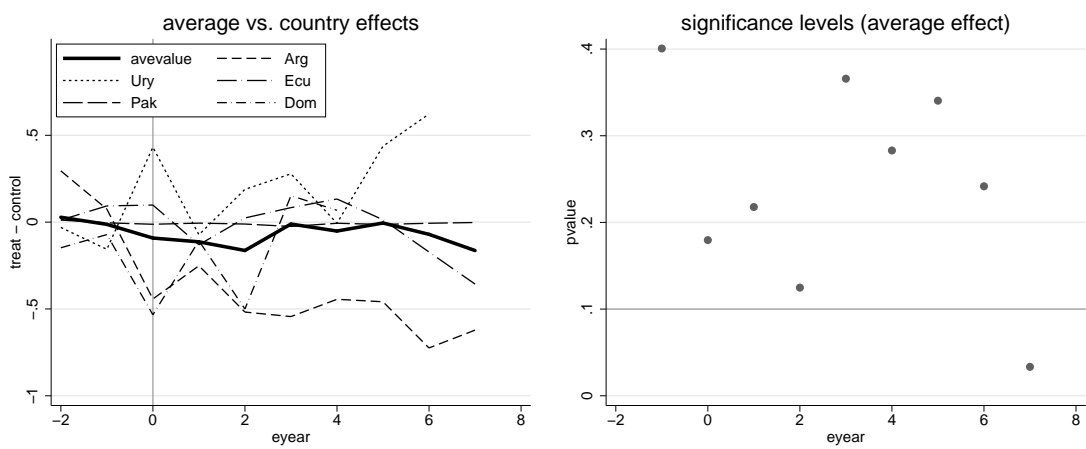 average vs. country effects
avevalue Arg
Ury Ecu
Pak Dom
.5
0
−.5
−1
treat − control
−2 0 2 4 6 8
eyear
significance levels (average effect)
.4
.3
.2
.1
0
pvalue
−2 0 2 4 6 8
eyear